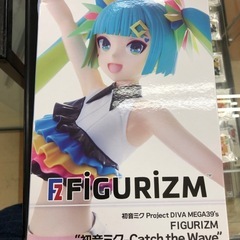 FiGURiZM
初音ミク Project DIVA MEGA39's
FIGURIZM
“初音ミク Catch the Wave”